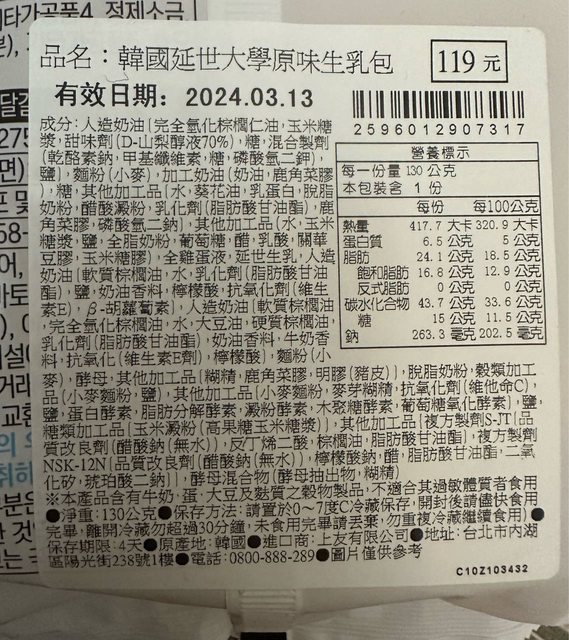 品名：韓國延世大學原味生乳包
119 元
有效日期：2024.03.13
2596012907317
成分：人造奶油〔完全氫化棕櫚仁油，玉米糖
漿，甜味劑（D-山梨醇液70%），糖，混合製劑
（乾酪素鈉，甲基纖維素，糖，磷酸氫二鉀），
鹽〕，麵粉（小麥），加工奶油（奶油，鹿角菜膠
），糖，其他加工品（水，葵花油，乳蛋白，脫脂
奶粉，醋酸澱粉，乳化劑（脂肪酸甘油酯），鹿
角菜膠，磷酸氫二鈉），其他加工品（水，玉米
糖漿，鹽，全脂奶粉，葡萄糖，醋，乳酸，關華
豆膠，玉米糖膠），全雞蛋液，延世生乳，人造
奶油〔軟質棕櫚油，水，乳化劑（脂肪酸甘油
酯），鹽，奶油香料，檸檬酸，抗氧化劑（維生
素E），β-胡蘿蔔素〕，人造奶油〔軟質棕櫚油
，完全氫化棕櫚油，水，大豆油，硬質棕櫚油，
乳化劑（脂肪酸甘油酯），奶油香料，牛奶香
料，抗氧化（維生素E劑），檸檬酸〕，麵粉（小
麥），酵母，其他加工品〔糊精，鹿角菜膠，明膠（豬皮）〕，脫脂奶粉，穀類加工
品（小麥麵粉，鹽），其他加工品（小麥麵粉，麥芽糊精，抗氧化劑（維他命C），
鹽，蛋白酵素，脂肪分解酵素，澱粉酵素，木聚糖酵素，葡萄糖氧化酵素），鹽，
糖類加工品〔玉米澱粉（高果糖玉米糖漿）〕，其他加工品〔複方製劑S-JT（品
質改良劑（醋酸鈉（無水）），反丁烯二酸，棕櫚油，脂肪酸甘油酯），複方製劑
NSK-12N（品質改良劑（醋酸鈉（無水）），檸檬酸鈉，醋，脂肪酸甘油酯，二氧
化矽，琥珀酸二鈉）〕，酵母混合物（酵母抽出物，糊精）
※本產品含有牛奶，蛋，大豆及麩質之穀物製品，不適合其過敏體質者食用
●淨重：130公克●保存方法：請置於0～7度C冷藏保存，開封後請儘快食用
完畢，離開冷藏勿超過30分鐘，未食用完畢請丟棄，勿重複冷藏繼續食用）●
保存期限：4天●原產地：韓國●進口商：上友有限公司●地址：台北市內湖
區陽光街238號1樓●電話：0800-888-289●圖片僅供參考
營養標示
每一份量 130 公克
本包裝含 1 份
每份 每100公克
熱量 417.7 大卡 320.9 大卡
蛋白質 6.5 公克 5 公克
脂肪 24.1 公克 18.5 公克
飽和脂肪 16.8 公克 12.9 公克
反式脂肪 0 公克 0 公克
碳水化合物 43.7 公克 33.6 公克
糖 15 公克 11.5 公克
鈉 263.3 毫克 202.5 毫克
C10Z103432